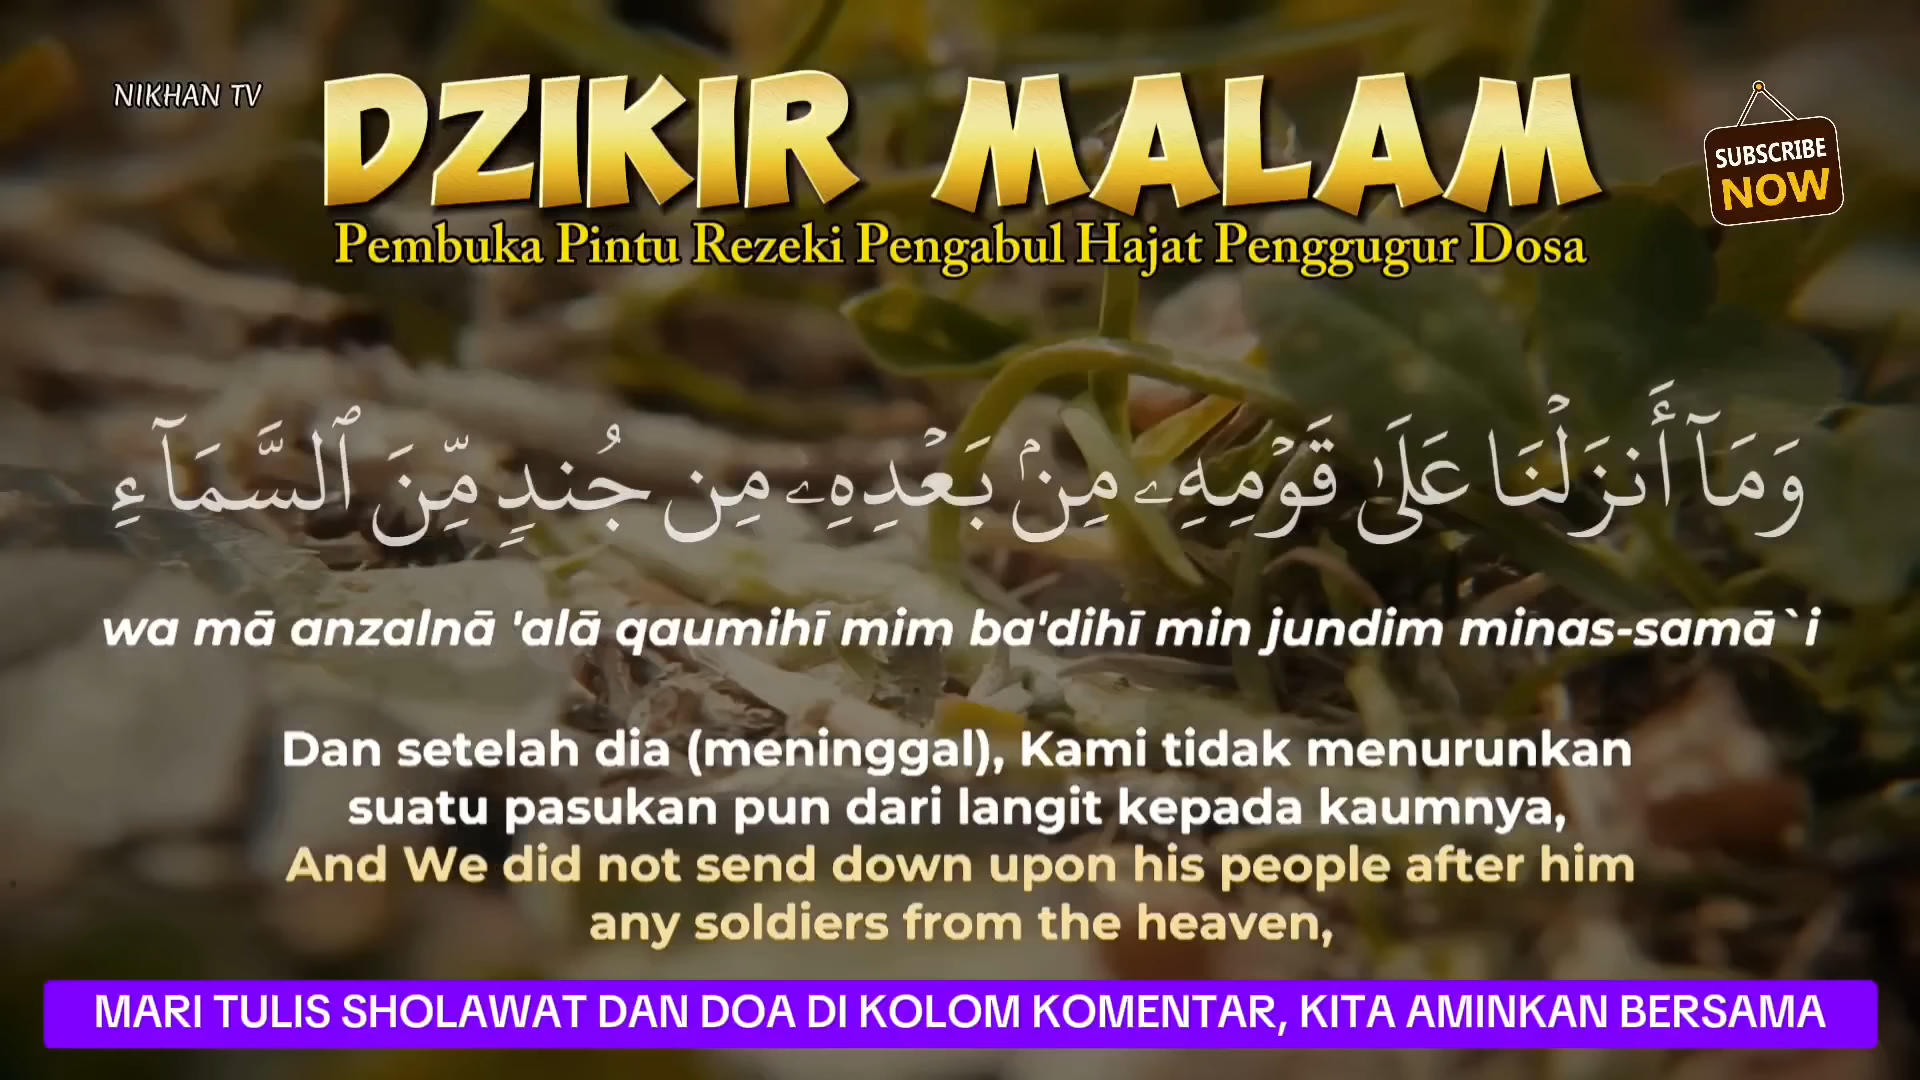 NIKHAN TV
DZIKIR MALAM
SUBSCRIBE
NOW
Pembuka Pintu Rezeki Pengabul Hajat Penggugur Dosa
وَمَآ أَنزَلْنَا عَلَىٰ قَوْمِهِۦ مِنۢ بَعْدِهِۦ مِن جُندٍ مِّنَ ٱلسَّمَآءِ
wa mā anzalnā 'alā qaumihī mim ba'dihī min jundim minas-samā`i
Dan setelah dia (meninggal), Kami tidak menurunkan
suatu pasukan pun dari langit kepada kaumnya,
And We did not send down upon his people after him
any soldiers from the heaven,
MARI TULIS SHOLAWAT DAN DOA DI KOLOM KOMENTAR, KITA AMINKAN BERSAMA